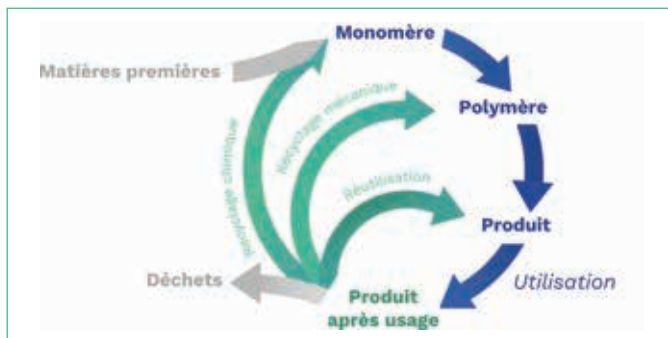 Monomère
Matières premières
Polymère
Recyclage mécanique
Recyclage chimique
Réutilisation
Produit
Déchets
Utilisation
Produit
après usage